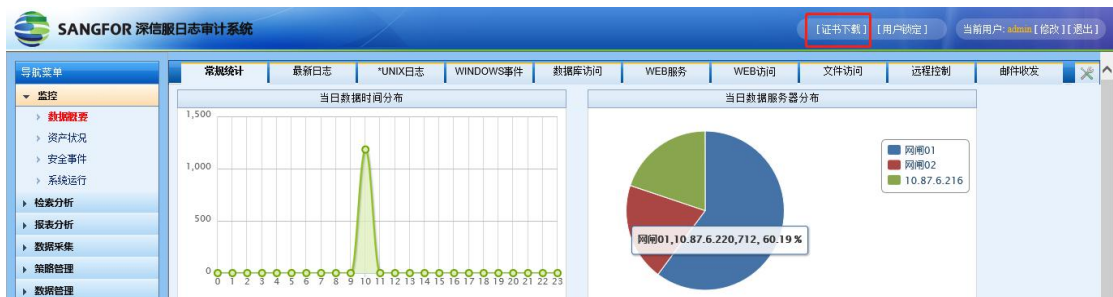 SANGFOR 深信服日志审计系统
[证书下载] [用户锁定] 当前用户: admin [修改] [退出]
导航菜单
常规统计 最新日志 *UNIX日志 WINDOWS事件 数据库访问 WEB服务 WEB访问 文件访问 远程控制 邮件收发
监控
数据概要
资产状况
安全事件
系统运行
检索分析
报表分析
数据采集
策略管理
数据管理
当日数据时间分布
1,500
1,000
500
0
0 1 2 3 4 5 6 7 8 9 10 11 12 13 14 15 16 17 18 19 20 21 22 23
当日数据服务器分布
网闸01
网闸02
10.87.6.216
网闸01,10.87.6.220,712, 60.19 %